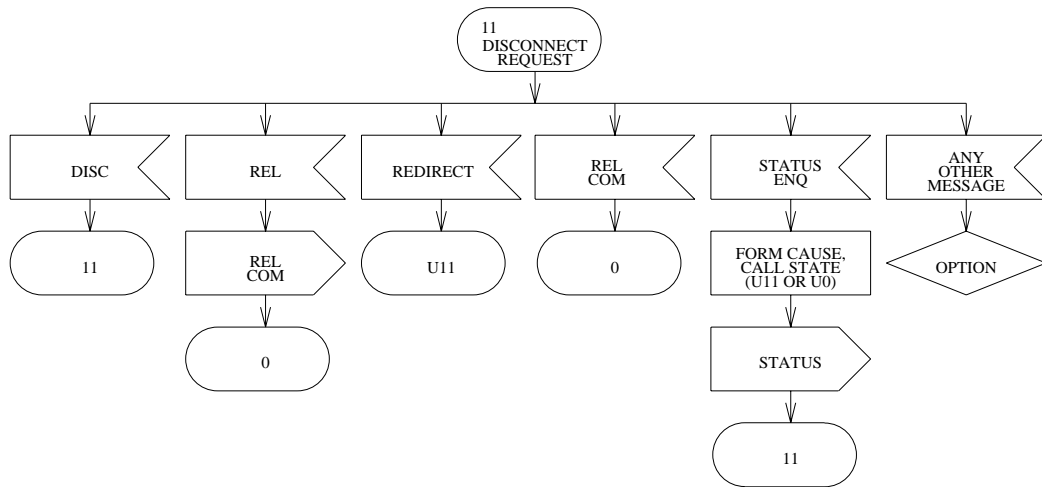 11
DISCONNECT
REQUEST
DISC
REL
REDIRECT
REL
COM
STATUS
ENQ
ANY
OTHER
MESSAGE
11
REL
COM
U11
0
FORM CAUSE,
CALL STATE
(U11 OR U0)
OPTION
0
STATUS
11